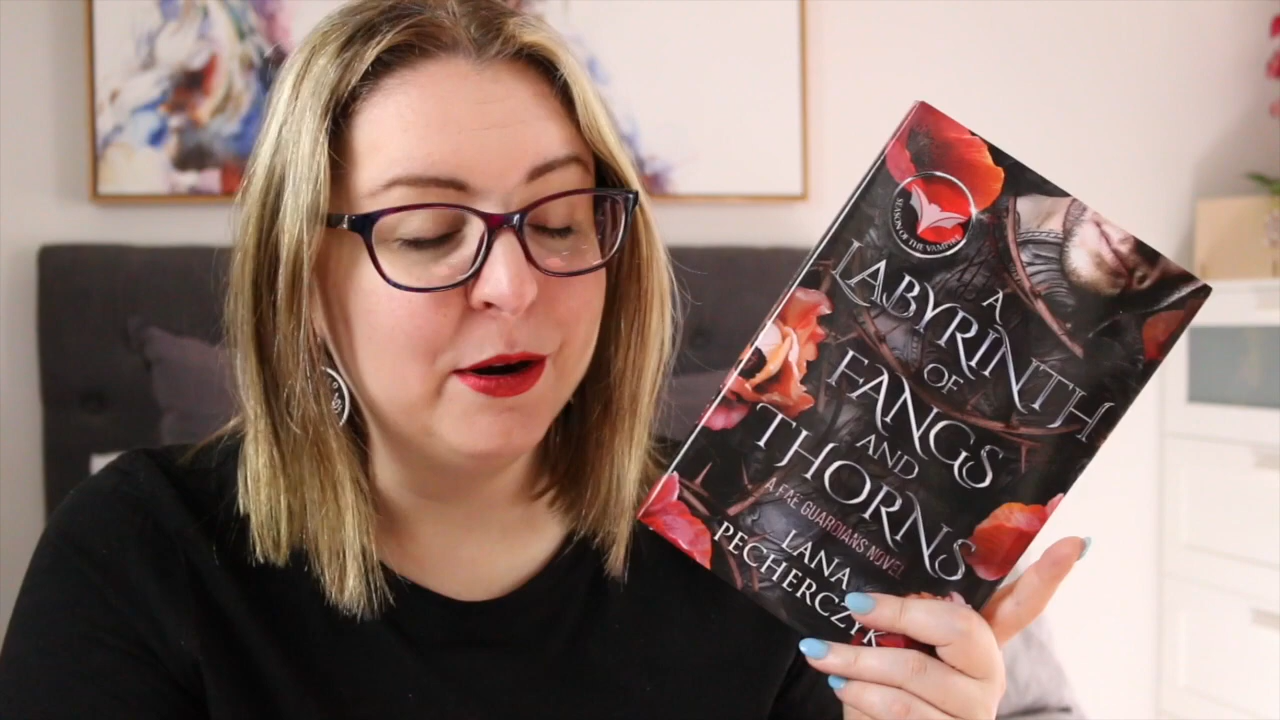 SEASON OF THE VAMPIRE
A
LABYRINTH
OF
FANGS
AND
THORNS
A FAE GUARDIANS NOVEL
LANA
PECHERCZYK